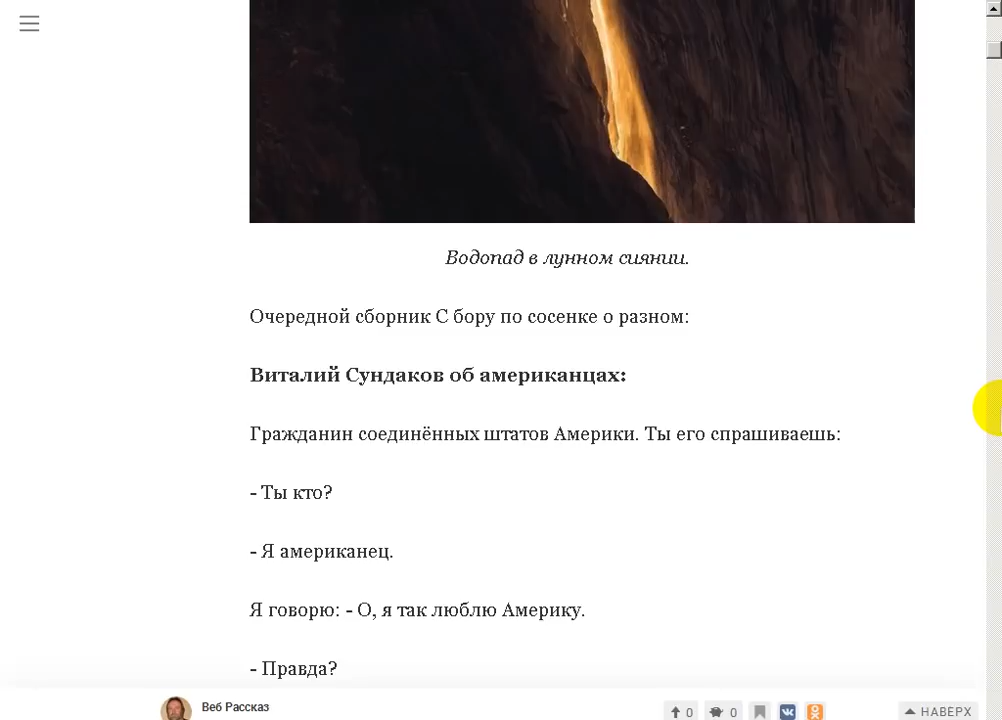 Водопад в лунном сиянии.
Очередной сборник С бору по сосенке о разном:
Виталий Сундаков об американцах:
Гражданин соединённых штатов Америки. Ты его спрашиваешь:
- Ты кто?
- Я американец.
Я говорю: - О, я так люблю Америку.
- Правда?
Веб Рассказ
0
0
НАВЕРХ